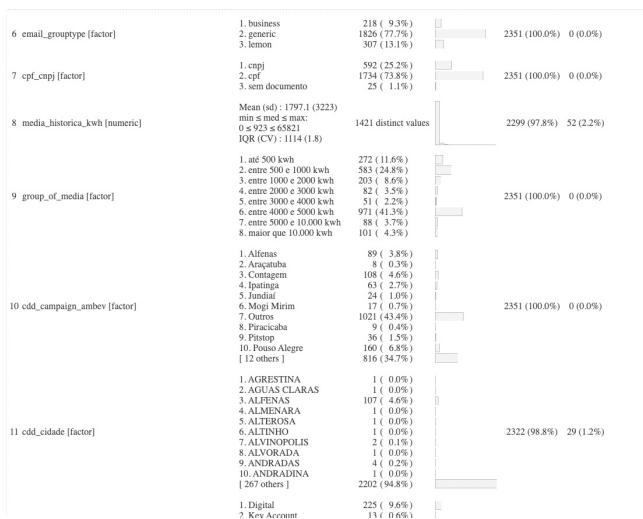 6 email_grouptype [factor]
1. business 218 ( 9.3%)
2. generic 1826 (77.7%)
3. lemon 307 (13.1%)
2351 (100.0%) 0 (0.0%)
7 cpf_cnpj [factor]
1. cnpj 592 (25.2%)
2. cpf 1734 (73.8%)
3. sem documento 25 ( 1.1%)
2351 (100.0%) 0 (0.0%)
8 media_historica_kwh [numeric]
Mean (sd) : 1797.1 (3223)
min ≤ med ≤ max:
0 ≤ 923 ≤ 65821
IQR (CV) : 1114 (1.8)
1421 distinct values
2299 (97.8%) 52 (2.2%)
9 group_of_media [factor]
1. até 500 kwh 272 (11.6%)
2. entre 500 e 1000 kwh 583 (24.8%)
3. entre 1000 e 2000 kwh 203 ( 8.6%)
4. entre 2000 e 3000 kwh 82 ( 3.5%)
5. entre 3000 e 4000 kwh 51 ( 2.2%)
6. entre 4000 e 5000 kwh 971 (41.3%)
7. entre 5000 e 10.000 kwh 88 ( 3.7%)
8. maior que 10.000 kwh 101 ( 4.3%)
2351 (100.0%) 0 (0.0%)
10 cdd_campaign_ambev [factor]
1. Alfenas 89 ( 3.8%)
2. Araçatuba 8 ( 0.3%)
3. Contagem 108 ( 4.6%)
4. Ipatinga 63 ( 2.7%)
5. Jundiaí 24 ( 1.0%)
6. Mogi Mirim 17 ( 0.7%)
7. Outros 1021 (43.4%)
8. Piracicaba 9 ( 0.4%)
9. Pitstop 36 ( 1.5%)
10. Pouso Alegre 160 ( 6.8%)
[ 12 others ] 816 (34.7%)
2351 (100.0%) 0 (0.0%)
11 cdd_cidade [factor]
1. AGRESTINA 1 ( 0.0%)
2. AGUAS CLARAS 1 ( 0.0%)
3. ALFENAS 107 ( 4.6%)
4. ALMENARA 1 ( 0.0%)
5. ALTEROSA 1 ( 0.0%)
6. ALTINHO 1 ( 0.0%)
7. ALVINOPOLIS 2 ( 0.1%)
8. ALVORADA 1 ( 0.0%)
9. ANDRADAS 4 ( 0.2%)
10. ANDRADINA 1 ( 0.0%)
[ 267 others ] 2202 (94.8%)
2322 (98.8%) 29 (1.2%)
1. Digital 225 ( 9.6%)
2. Key Account 13 ( 0.6%)